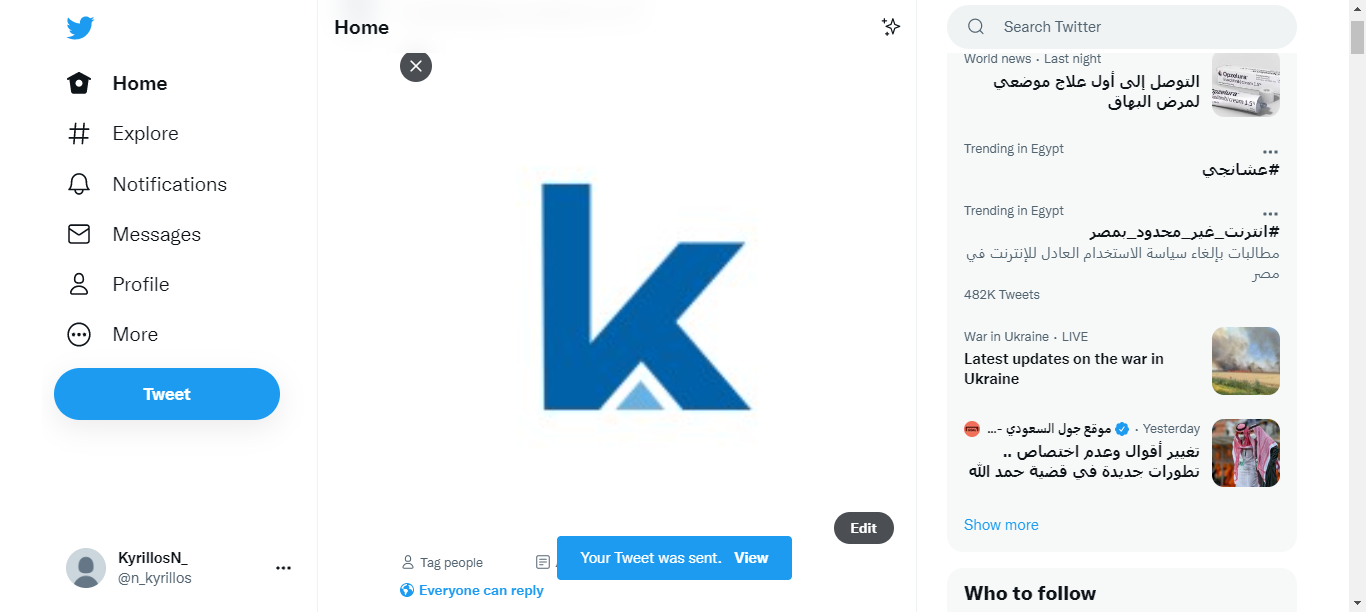 Home
Explore
Notifications
Messages
Profile
More
Tweet
KyrillosN_
@n_kyrillos
Home
k
Edit
Tag people
Everyone can reply
Your Tweet was sent. View
Search Twitter
World news · Last night
التوصل إلى أول علاج موضعي
لمرض البهاق
Opzelura
Trending in Egypt
#عشانجي
Trending in Egypt
#انترنت_غير_محدود_بمصر
مطالبات بإلغاء سياسة الاستخدام العادل للإنترنت في
مصر
482K Tweets
War in Ukraine · LIVE
Latest updates on the war in
Ukraine
موقع جول السعودي -... · Yesterday
تغيير أقوال وعدم اختصاص ..
تطورات جديدة في قضية حمد الله
Show more
Who to follow